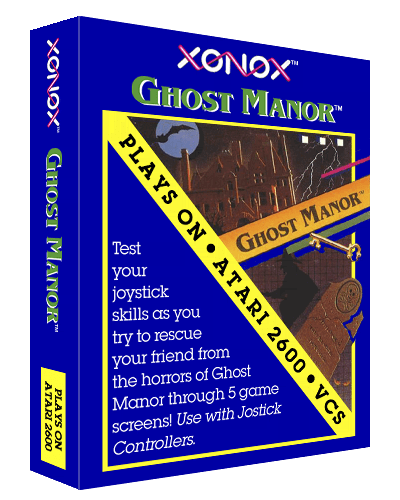 XONOX™
GHOST MANOR™
PLAYS ON • ATARI 2600 • VCS
GHOST MANOR™
Test
your
joystick
skills as you
try to rescue
your friend from
the horrors of Ghost
Manor through 5 game
screens! Use with Jostick
Controllers.
XONOX™
GHOST MANOR™
PLAYS ON
ATARI 2600